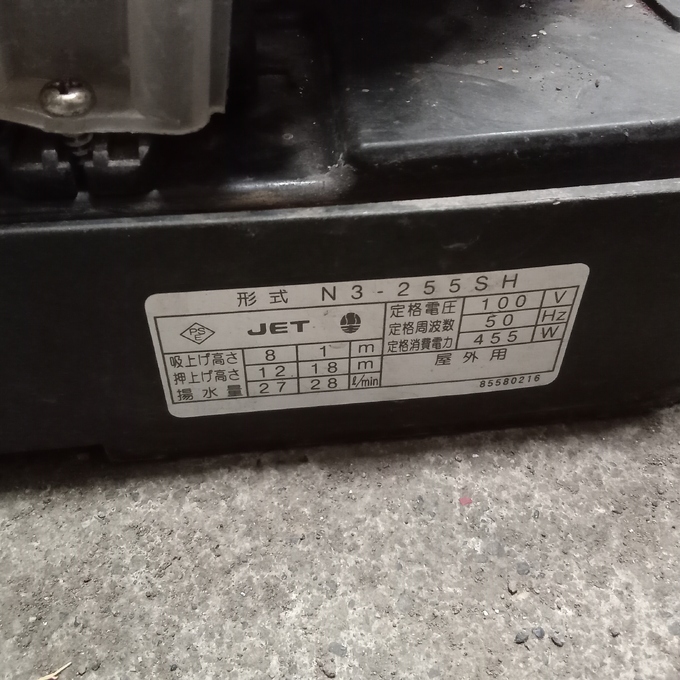 形式 N3-255SH
PSE
JET
定格電圧 100 V
定格周波数 50 Hz
定格消費電力 455 W
吸上げ高さ 8 1 m
押上げ高さ 12 18 m
揚水量 27 28 ℓ/min
屋外用
85580216